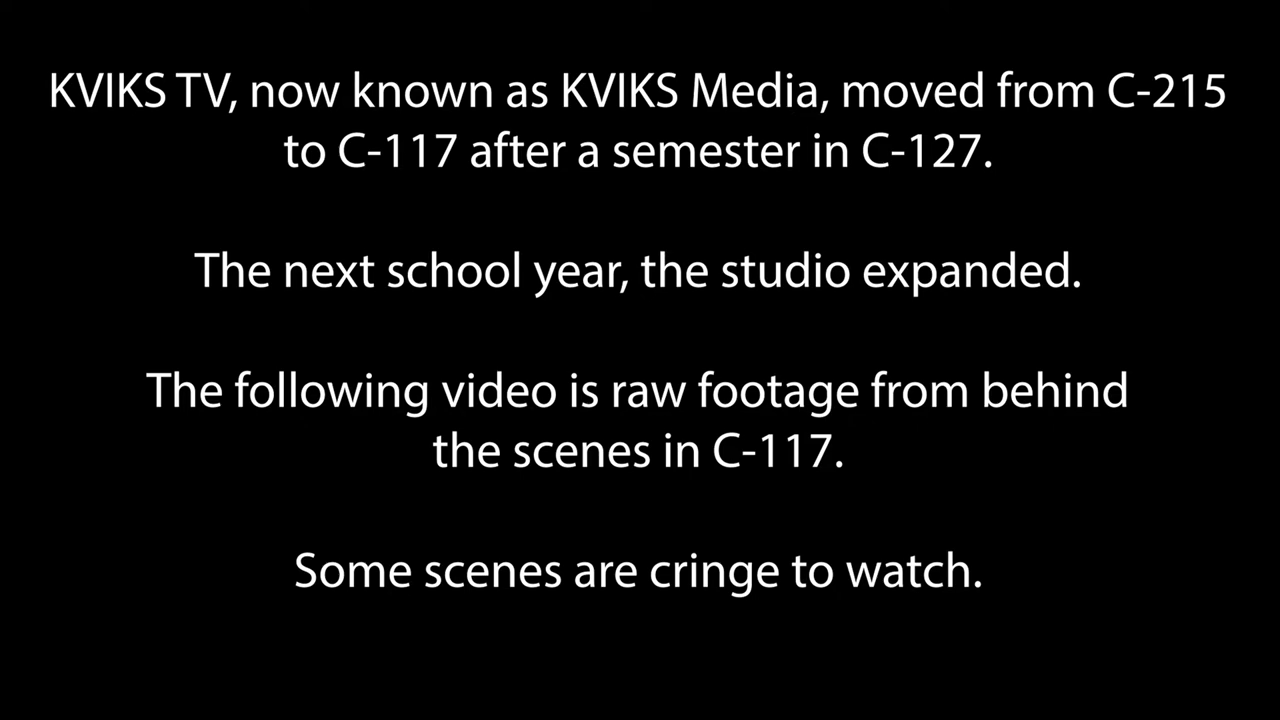 KVIKS TV, now known as KVIKS Media, moved from C-215
to C-117 after a semester in C-127.
The next school year, the studio expanded.
The following video is raw footage from behind
the scenes in C-117.
Some scenes are cringe to watch.